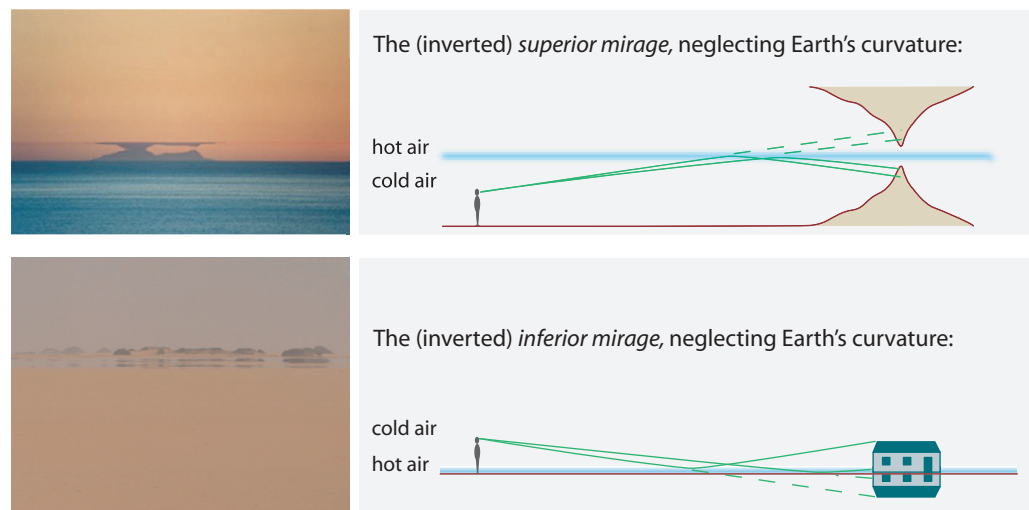 The (inverted) superior mirage, neglecting Earth's curvature:
hot air
cold air
The (inverted) inferior mirage, neglecting Earth's curvature:
cold air
hot air